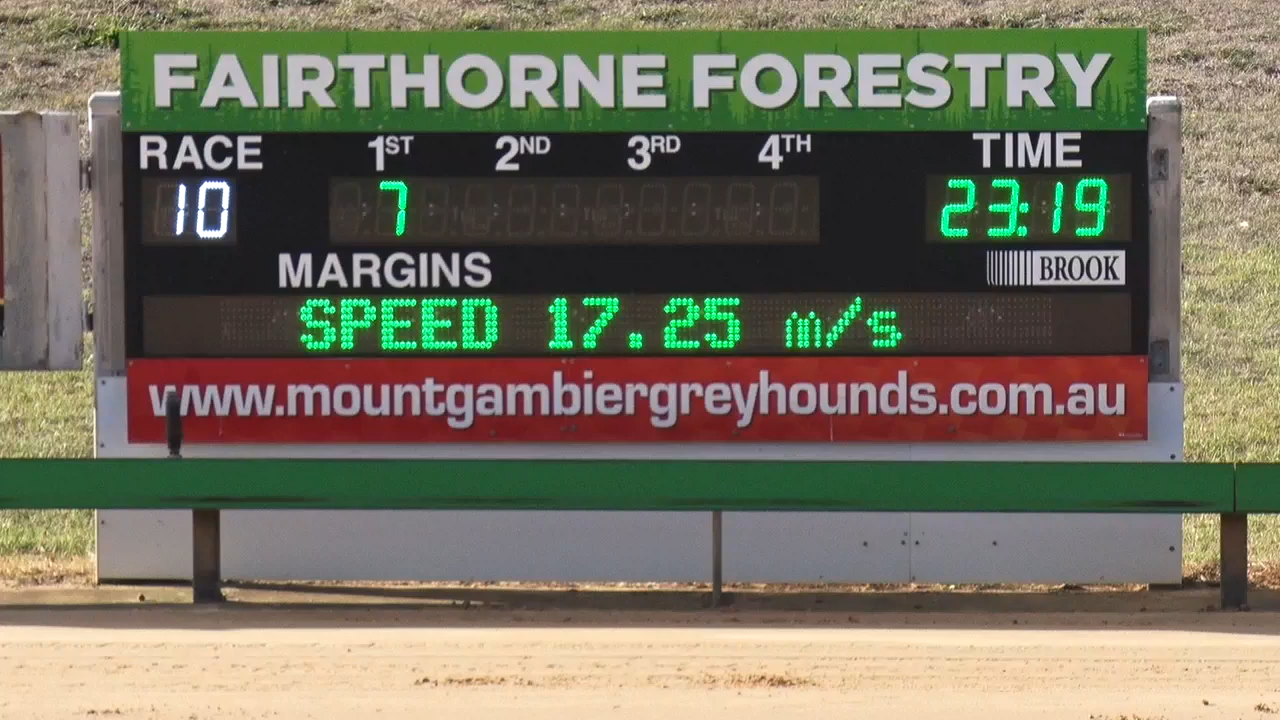 FAIRTHORNE FORESTRY
RACE 1ST 2ND 3RD 4TH TIME
10 7 23:19
MARGINS BROOK
SPEED 17.25 m/s
www.mountgambiergreyhounds.com.au